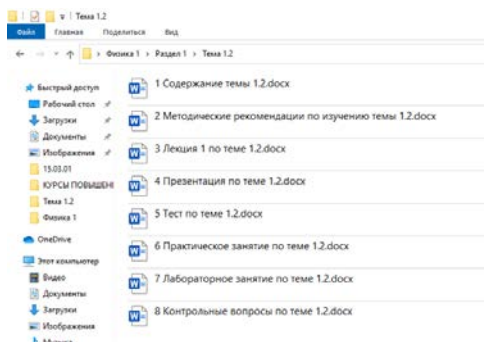 Тема 1.2
Файл Главная Поделиться Вид
Физика 1 Раздел 1 Тема 1.2
Быстрый доступ
Рабочий стол
Загрузки
Документы
Изображения
15.03.01
КУРСЫ ПОВЫШЕНИ
Тема 1.2
Физика 1
OneDrive
Этот компьютер
Видео
Документы
Загрузки
Изображения
Музыка
1 Содержание темы 1.2.docx
2 Методические рекомендации по изучению темы 1.2.docx
3 Лекция 1 по теме 1.2.docx
4 Презентация по теме 1.2.docx
5 Тест по теме 1.2.docx
6 Практическое занятие по теме 1.2.docx
7 Лабораторное занятие по теме 1.2.docx
8 Контрольные вопросы по теме 1.2.docx